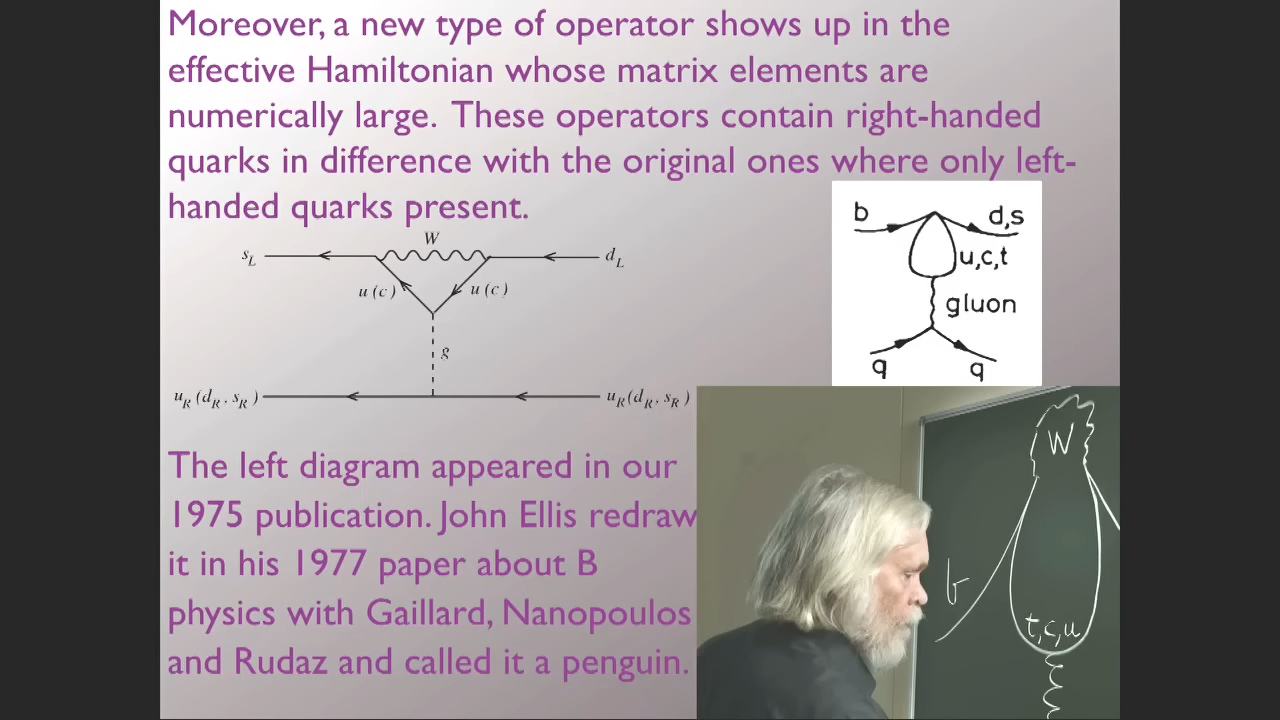 Moreover, a new type of operator shows up in the
effective Hamiltonian whose matrix elements are
numerically large. These operators contain right-handed
quarks in difference with the original ones where only left-
handed quarks present.
W
s_L
d_L
u (c)
u (c)
g
u_R (d_R, s_R)
u_R(d_R, s_R)
b
d,s
u,c,t
gluon
q
q
The left diagram appeared in our
1975 publication. John Ellis redraw
it in his 1977 paper about B
physics with Gaillard, Nanopoulos
and Rudaz and called it a penguin.
W
b
t,c,u